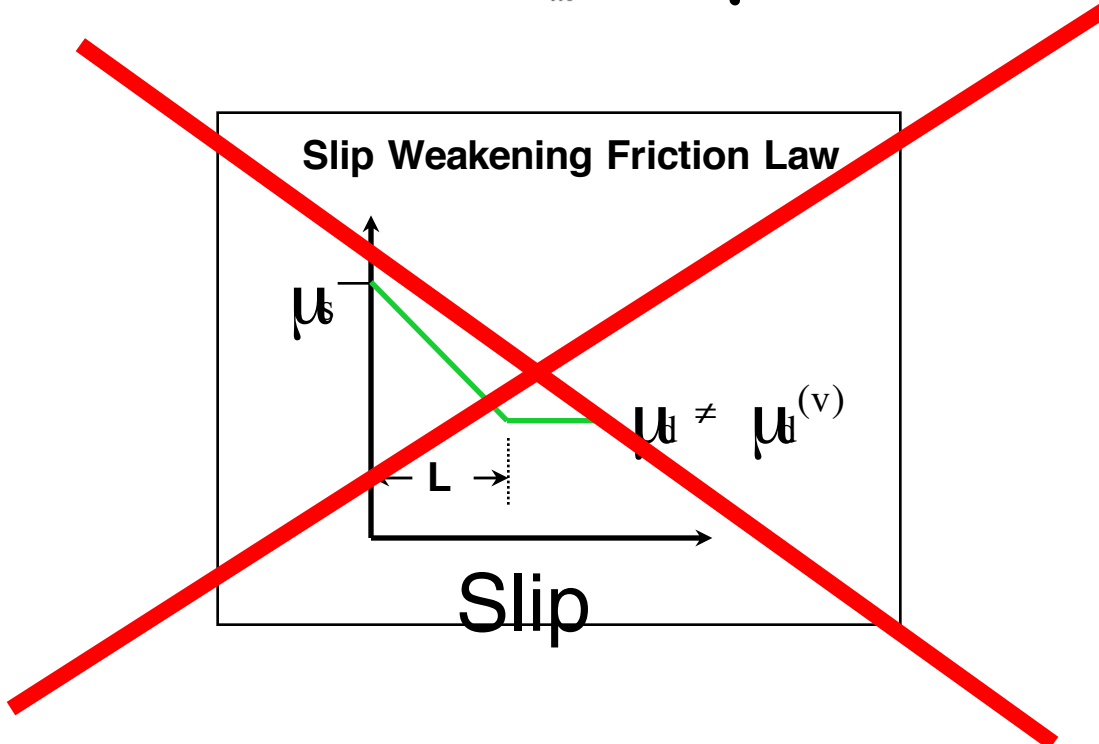 Slip Weakening Friction Law
μs
μd ≠ μd(v)
L
Slip